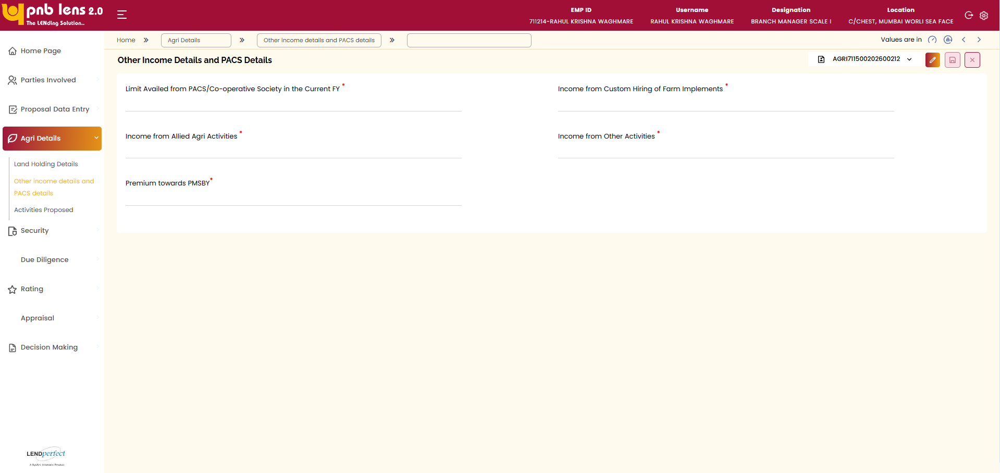 pnb lens 2.0
The LENding Solution..
EMP ID
711214-RAHUL KRISHNA WAGHMARE
Username
RAHUL KRISHNA WAGHMARE
Designation
BRANCH MANAGER SCALE I
Location
C/CHEST, MUMBAI WORLI SEA FACE
Home
Agri Details
Other income details and PACS details
Values are in
Other Income Details and PACS Details
AGRI711500202600212
Home Page
Parties Involved
Proposal Data Entry
Agri Details
Land Holding Details
Other income details and
PACS details
Activities Proposed
Security
Due Diligence
Rating
Appraisal
Decision Making
Limit Availed from PACS/Co-operative Society in the Current FY *
Income from Custom Hiring of Farm Implements *
Income from Allied Agri Activities *
Income from Other Activities *
Premium towards PMSBY*
LENDperfect
A SysArc Infomatix Product